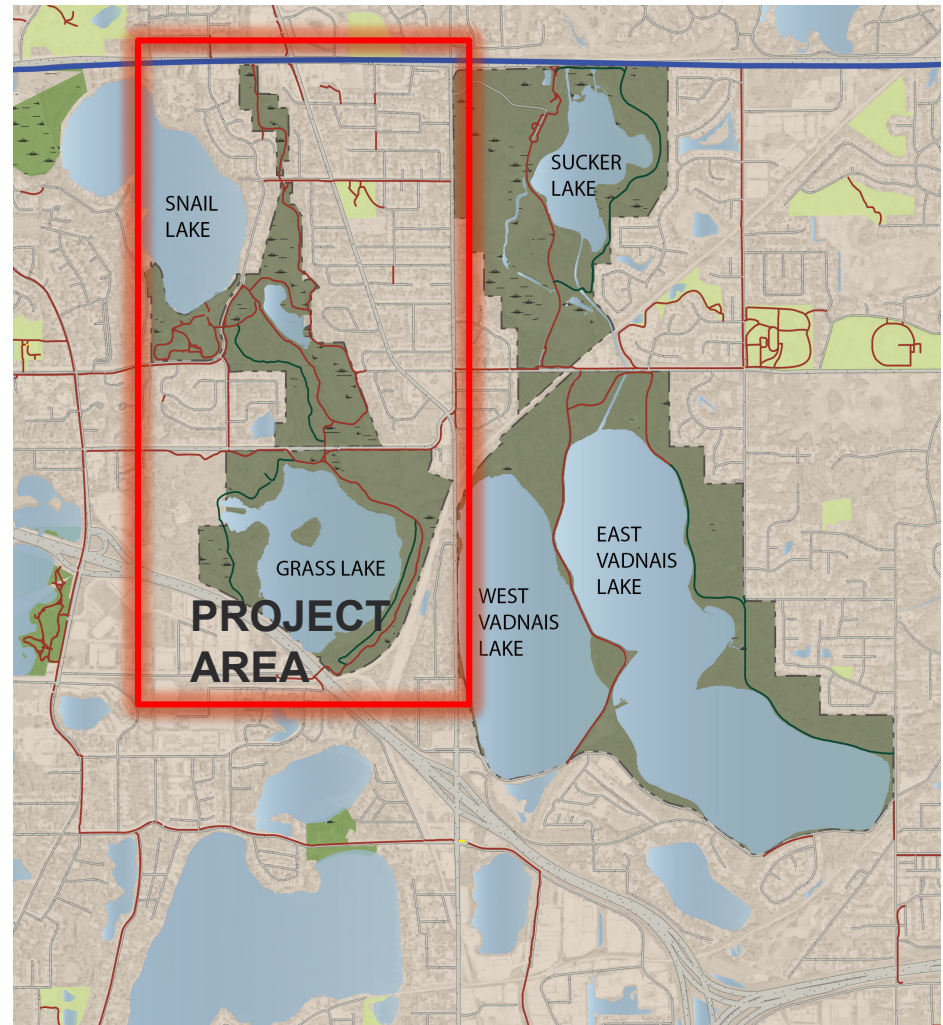 SUCKER
LAKE
SNAIL
LAKE
EAST
VADNAIS
LAKE
GRASS LAKE
WEST
VADNAIS
LAKE
PROJECT
AREA